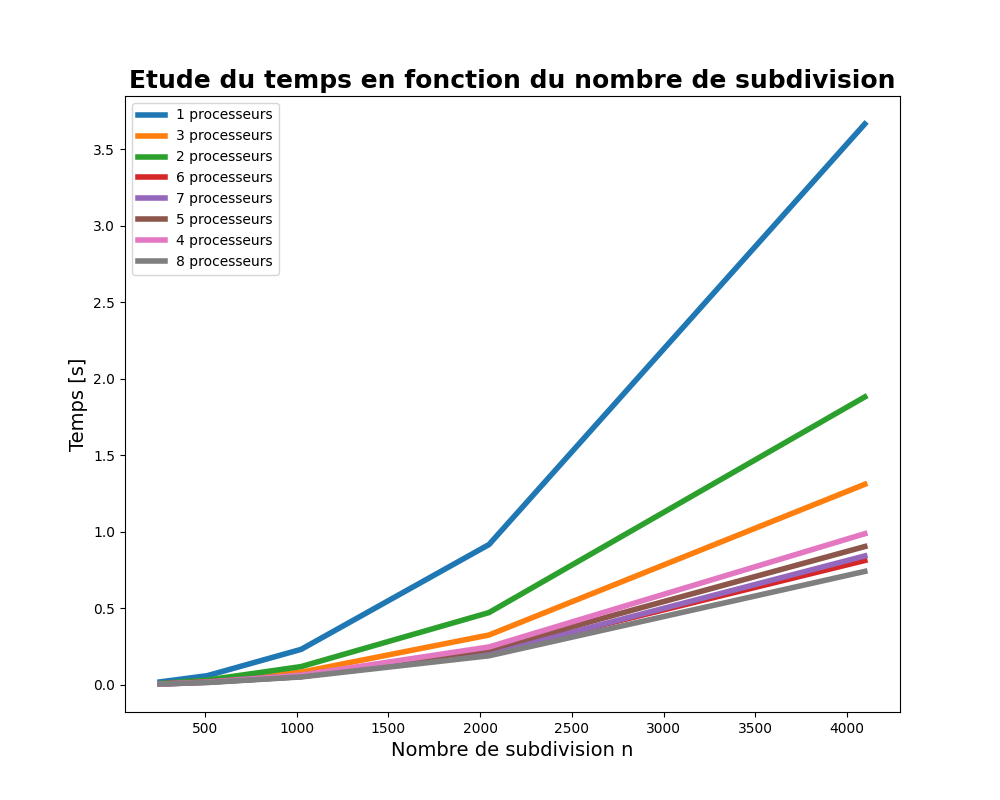 Etude du temps en fonction du nombre de subdivision
1 processeurs
3 processeurs
2 processeurs
6 processeurs
7 processeurs
5 processeurs
4 processeurs
8 processeurs
Temps [s]
3.5
3.0
2.5
2.0
1.5
1.0
0.5
0.0
500 1000 1500 2000 2500 3000 3500 4000
Nombre de subdivision n